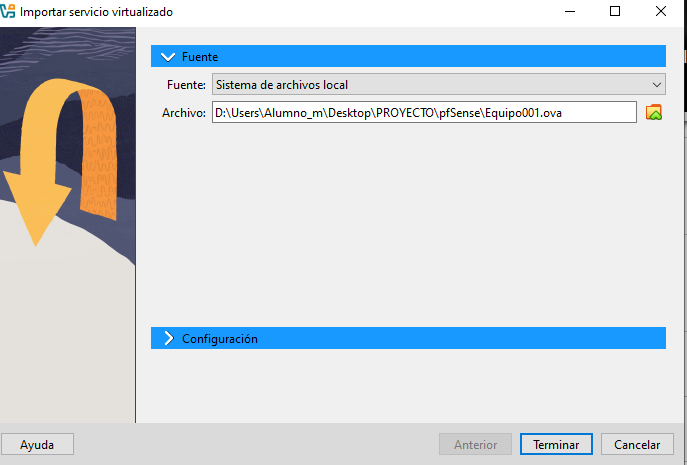 Importar servicio virtualizado
Fuente
Fuente: Sistema de archivos local
Archivo: D:\Users\Alumno_m\Desktop\PROYECTO\pfSense\Equipo001.ova
Configuración
Ayuda Anterior Terminar Cancelar